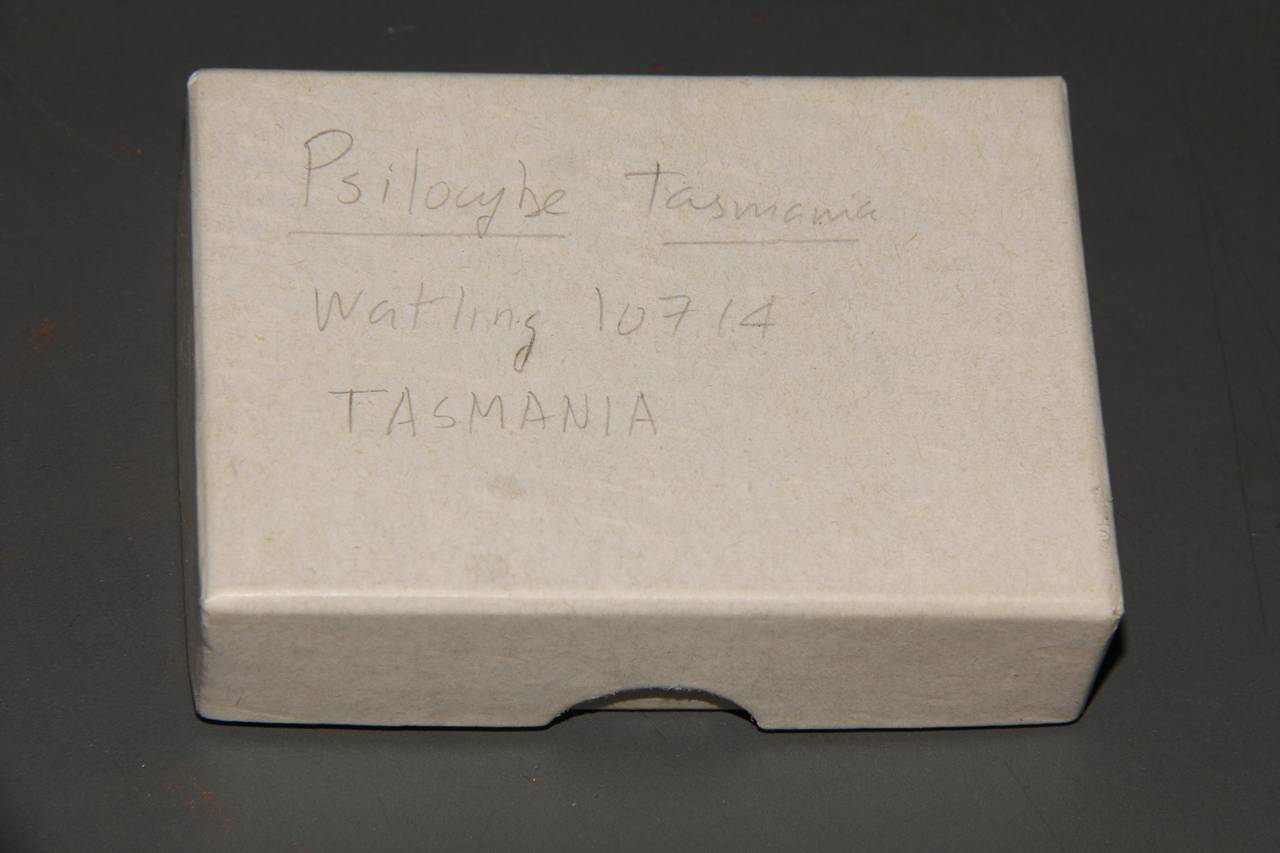 Psilocybe Tasmania
Watling 10714
TASMANIA